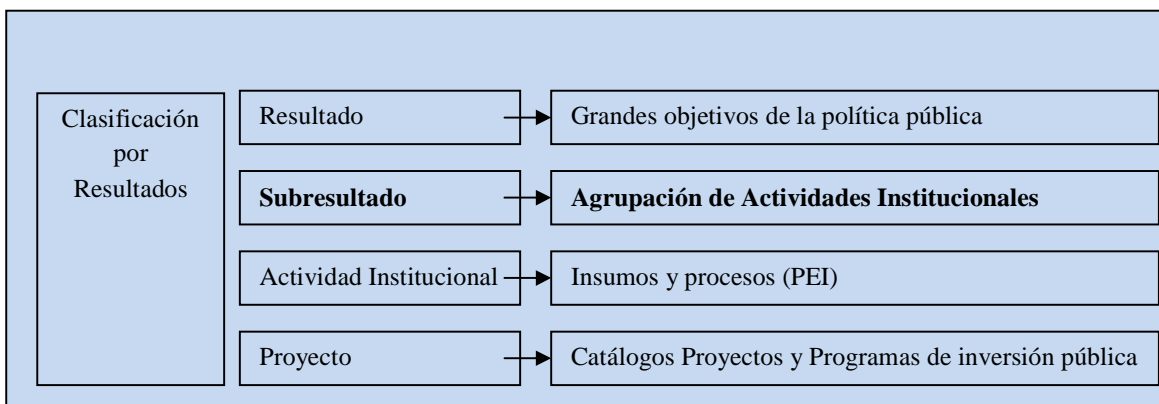 Clasificación
por
Resultados
Resultado
Grandes objetivos de la política pública
Subresultado
Agrupación de Actividades Institucionales
Actividad Institucional
Insumos y procesos (PEI)
Proyecto
Catálogos Proyectos y Programas de inversión pública